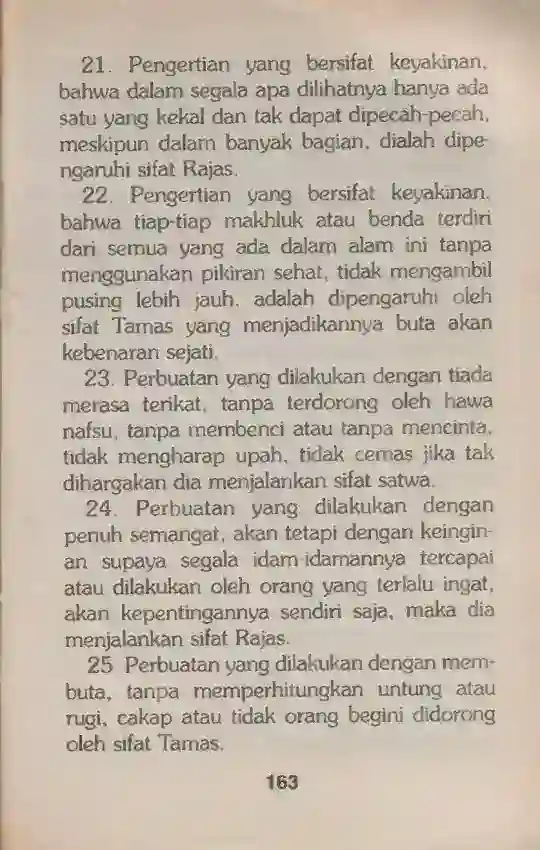 21. Pengertian yang bersifat keyakinan,
bahwa dalam segala apa dilihatnya hanya ada
satu yang kekal dan tak dapat dipecah-pecah,
meskipun dalam banyak bagian, dialah dipe-
ngaruhi sifat Rajas.
22. Pengertian yang bersifat keyakinan,
bahwa tiap-tiap makhluk atau benda terdiri
dari semua yang ada dalam alam ini tanpa
menggunakan pikiran sehat, tidak mengambil
pusing lebih jauh, adalah dipengaruhi oleh
sifat Tamas yang menjadikannya buta akan
kebenaran sejati.
23. Perbuatan yang dilakukan dengan tiada
merasa terikat, tanpa terdorong oleh hawa
nafsu, tanpa membenci atau tanpa mencinta,
tidak mengharap upah, tidak cemas jika tak
dihargakan dia menjalankan sifat satwa.
24. Perbuatan yang dilakukan dengan
penuh semangat, akan tetapi dengan keingin-
an supaya segala idam-idamannya tercapai
atau dilakukan oleh orang yang terlalu ingat,
akan kepentingannya sendiri saja, maka dia
menjalankan sifat Rajas.
25 Perbuatan yang dilakukan dengan mem-
buta, tanpa memperhitungkan untung atau
rugi, cakap atau tidak orang begini didorong
oleh sifat Tamas.
163